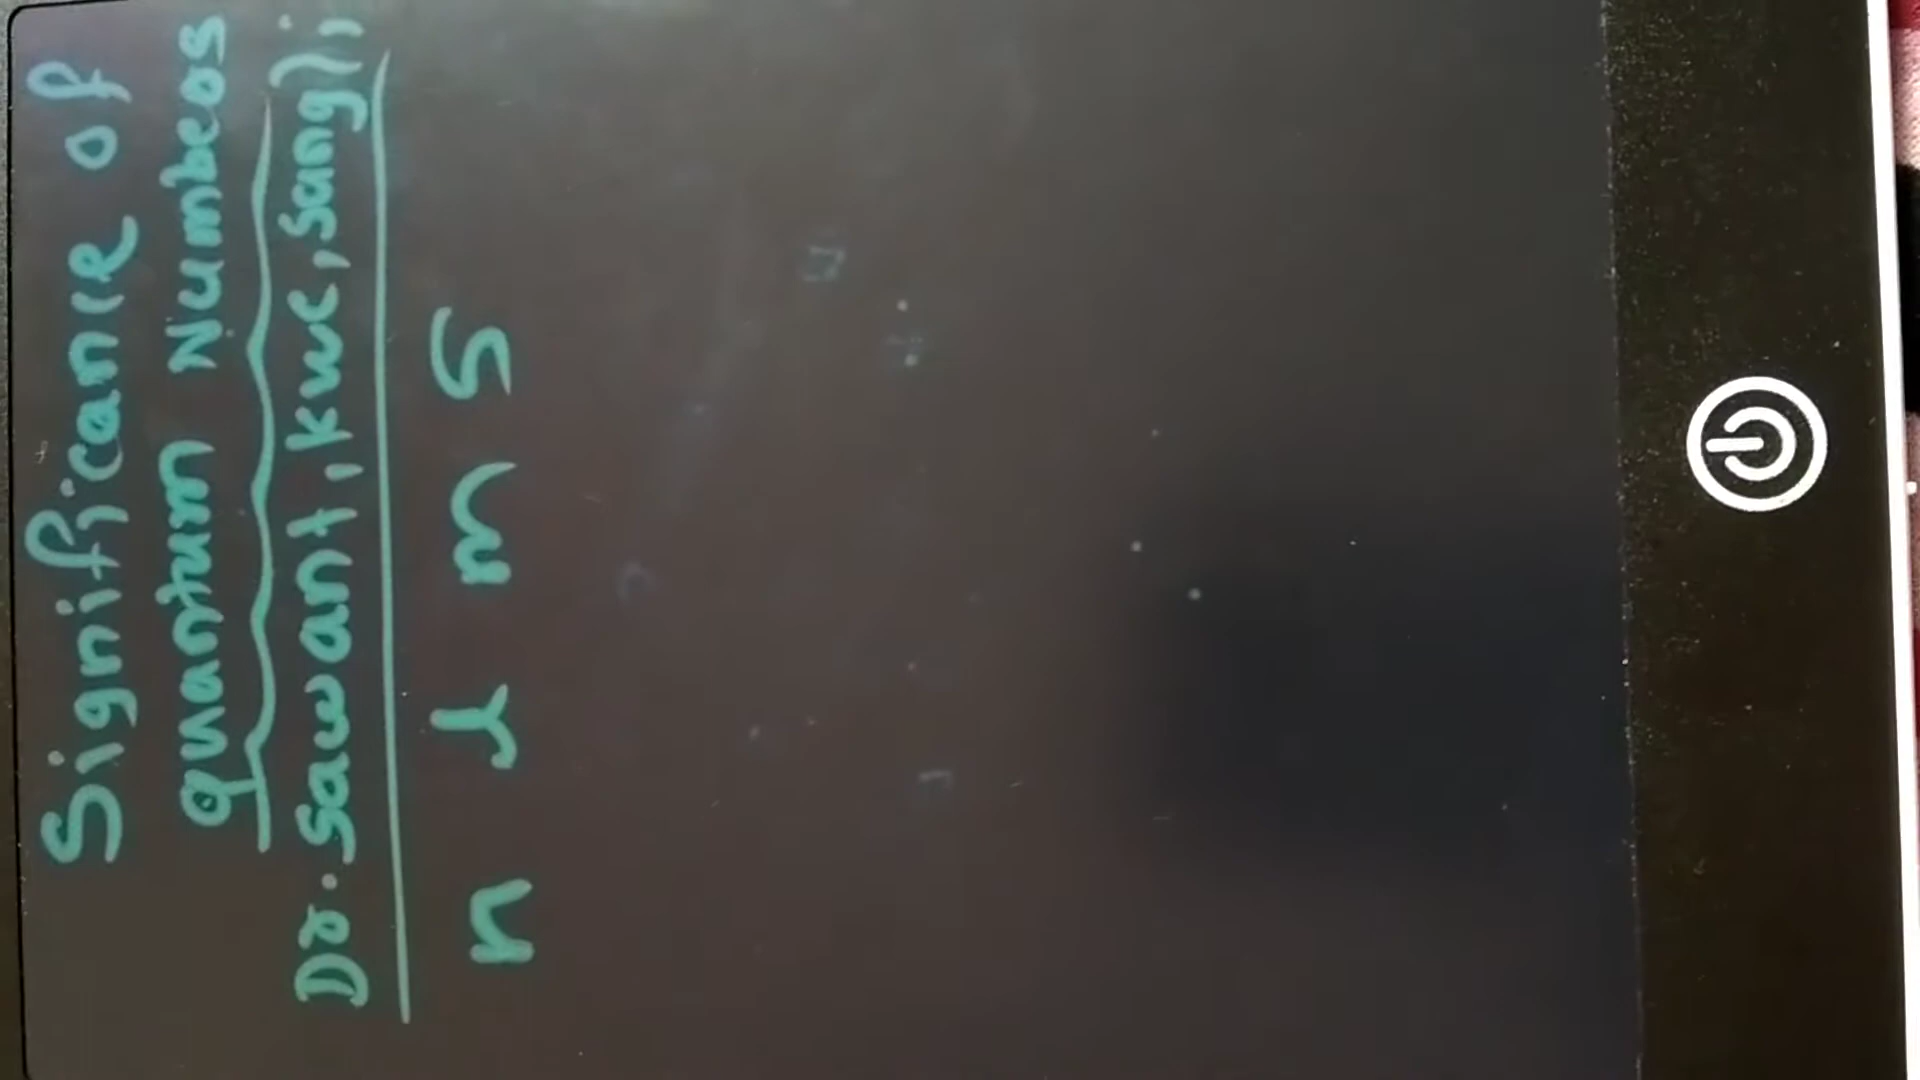 Significance of
quantum Numbers
Dr. Sawant, KWC, Sangli,
n l m s